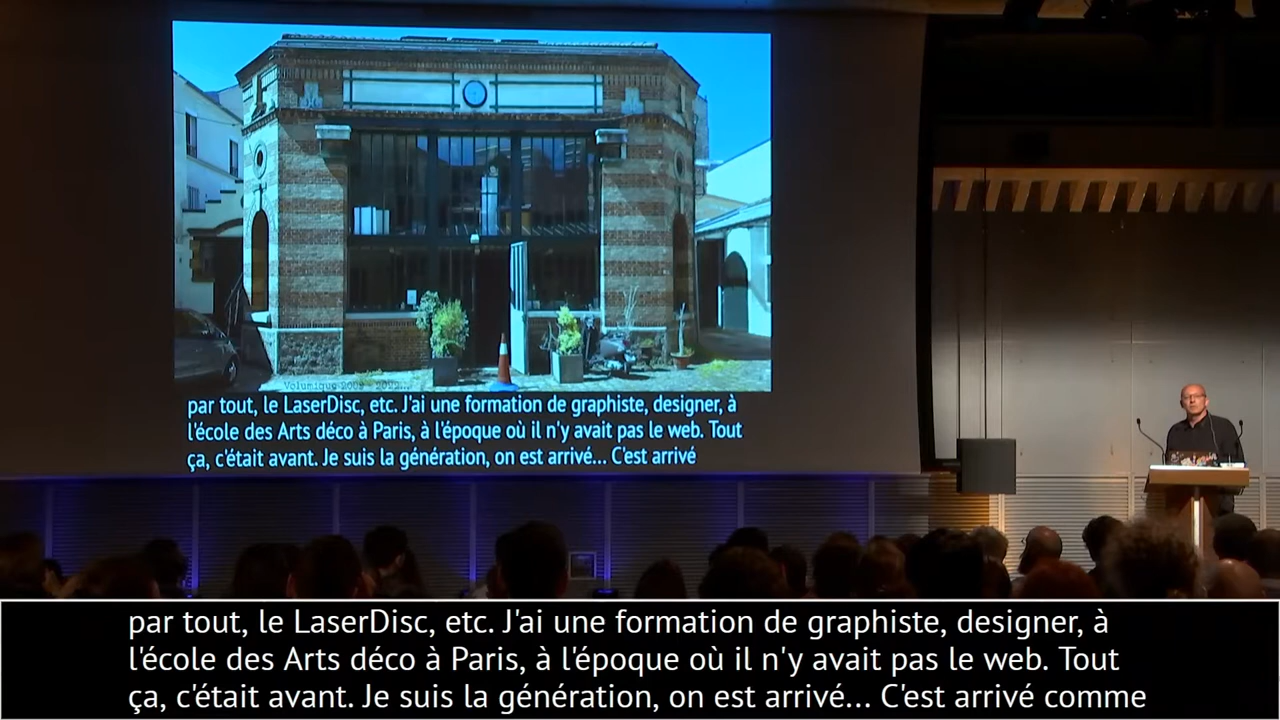 Volumique 2009 - 2022...
par tout, le LaserDisc, etc. J'ai une formation de graphiste, designer, à
l'école des Arts déco à Paris, à l'époque où il n'y avait pas le web. Tout
ça, c'était avant. Je suis la génération, on est arrivé... C'est arrivé
par tout, le LaserDisc, etc. J'ai une formation de graphiste, designer, à
l'école des Arts déco à Paris, à l'époque où il n'y avait pas le web. Tout
ça, c'était avant. Je suis la génération, on est arrivé... C'est arrivé comme